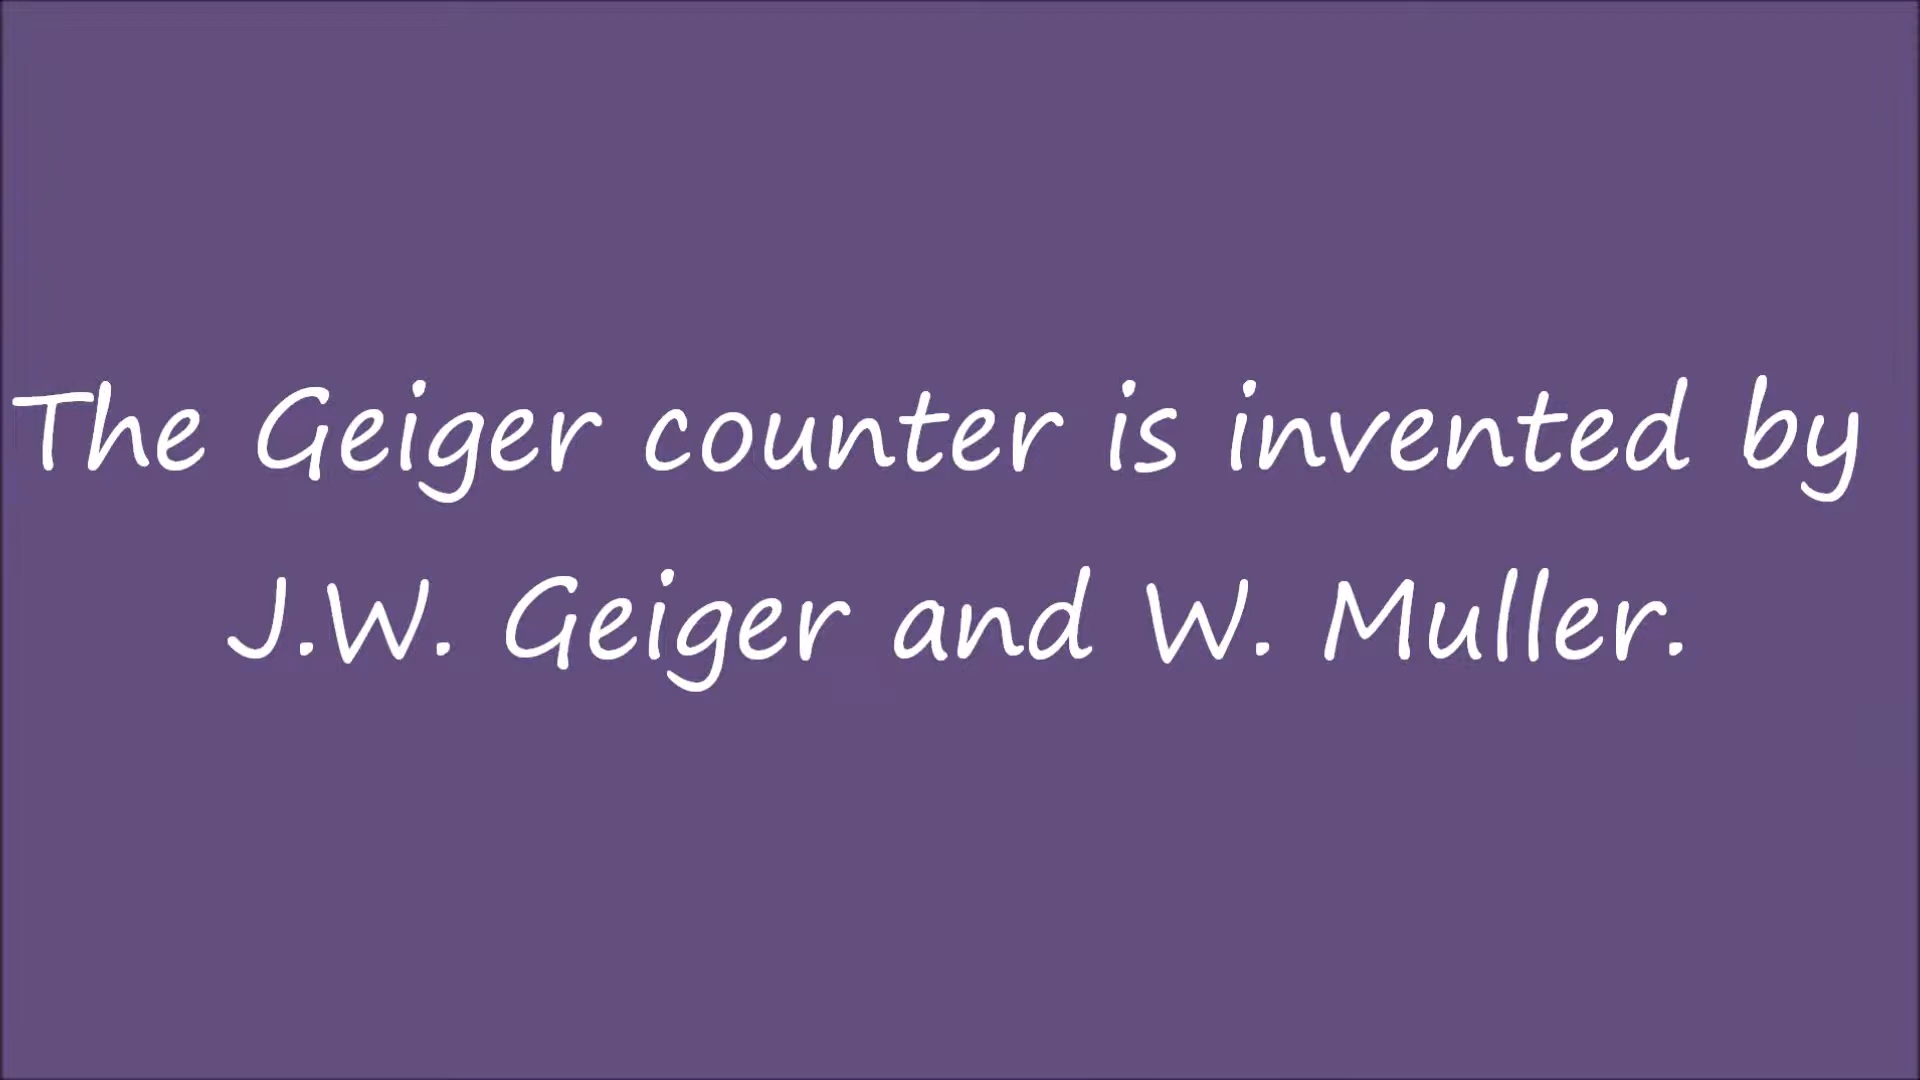 The Geiger counter is invented by
J.W. Geiger and W. Muller.